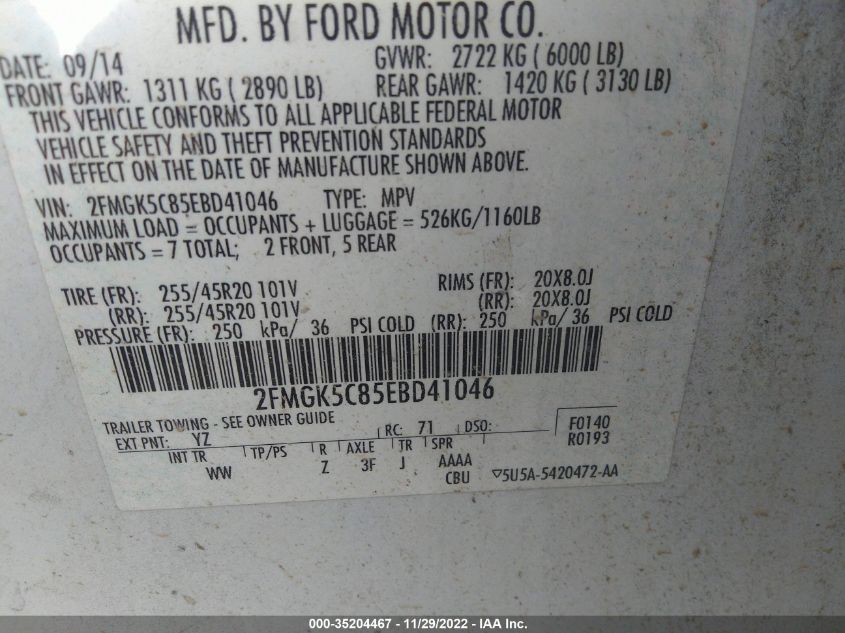 MFD. BY FORD MOTOR CO.
DATE: 09/14 GVWR: 2722 KG ( 6000 LB)
FRONT GAWR: 1311 KG ( 2890 LB) REAR GAWR: 1420 KG ( 3130 LB)
THIS VEHICLE CONFORMS TO ALL APPLICABLE FEDERAL MOTOR
VEHICLE SAFETY AND THEFT PREVENTION STANDARDS
IN EFFECT ON THE DATE OF MANUFACTURE SHOWN ABOVE.
VIN: 2FMGK5C85EBD41046 TYPE: MPV
MAXIMUM LOAD = OCCUPANTS + LUGGAGE = 526KG/1160LB
OCCUPANTS = 7 TOTAL; 2 FRONT, 5 REAR
TIRE (FR): 255/45R20 101V RIMS (FR): 20X8.0J
(RR): 255/45R20 101V (RR): 20X8.0J
PRESSURE (FR): 250 kPa/ 36 PSI COLD (RR): 250 kPa/ 36 PSI COLD
2FMGK5C85EBD41046
TRAILER TOWING - SEE OWNER GUIDE
EXT PNT: YZ RC: 71 DSO: F0140
R0193
INT TR TP/PS R AXLE TR SPR
WW Z 3F J AAAA
CBU ▽5U5A-5420472-AA
000-35204467 - 11/29/2022 - IAA Inc.